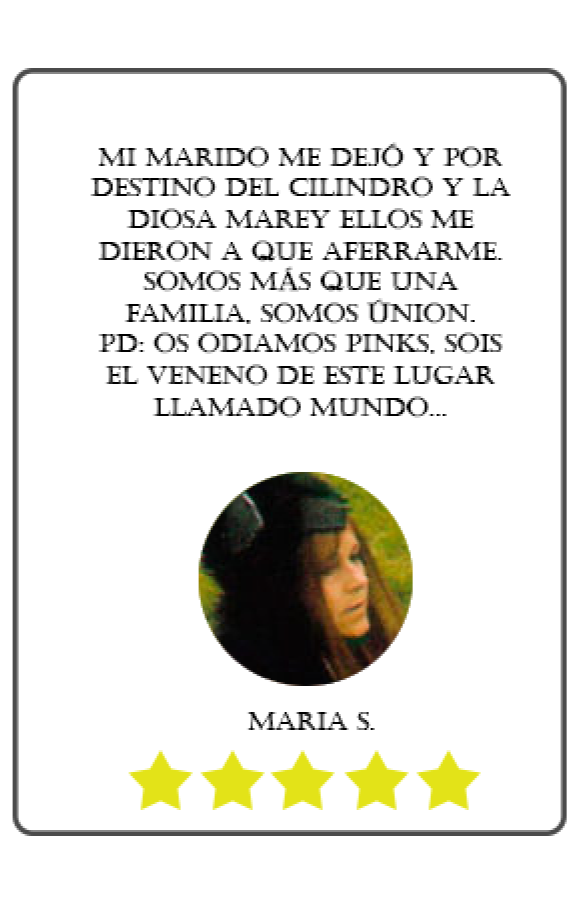 MI MARIDO ME DEJÓ Y POR
DESTINO DEL CILINDRO Y LA
DIOSA MAREY ELLOS ME
DIERON A QUE AFERRARME.
SOMOS MÁS QUE UNA
FAMILIA, SOMOS ÚNION.
PD: OS ODIAMOS PINKS, SOIS
EL VENENO DE ESTE LUGAR
LLAMADO MUNDO...
MARIA S.